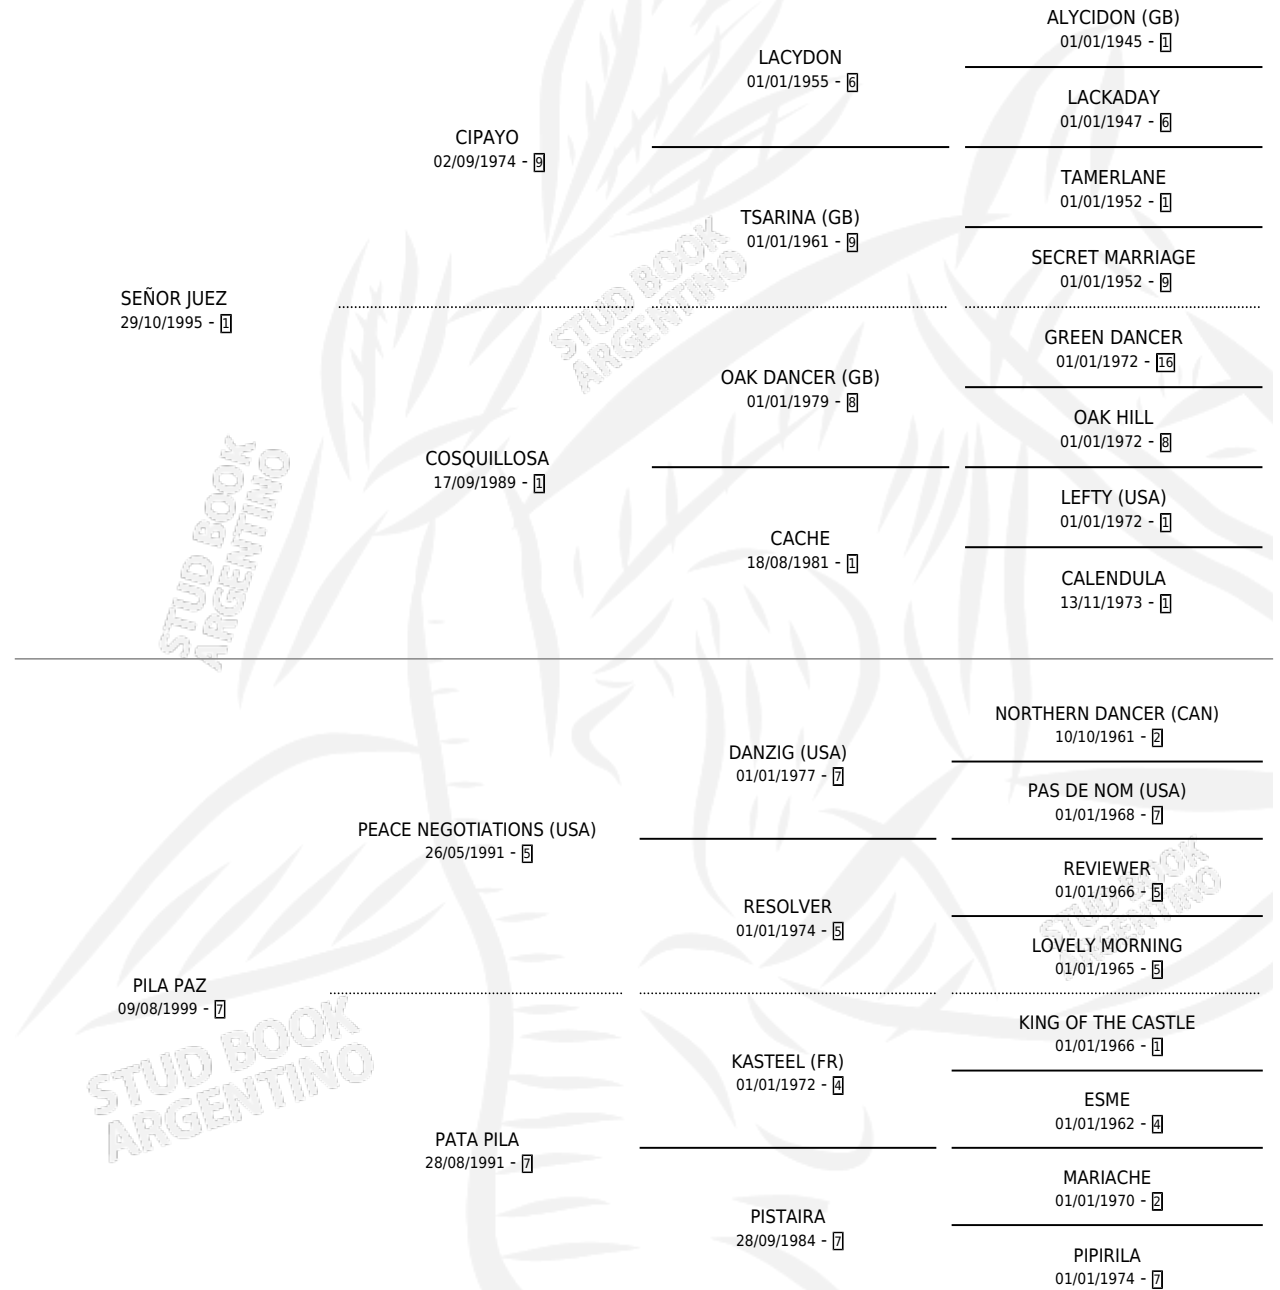 ALYCIDON (GB)
01/01/1945 - 1
LACYDON
01/01/1955 - 6
LACKADAY
01/01/1947 - 6
CIPAYO
02/09/1974 - 9
TAMERLANE
01/01/1952 - 1
TSARINA (GB)
01/01/1961 - 9
SECRET MARRIAGE
01/01/1952 - 9
SEÑOR JUEZ
29/10/1995 - 1
GREEN DANCER
01/01/1972 - 16
OAK DANCER (GB)
01/01/1979 - 8
OAK HILL
01/01/1972 - 8
COSQUILLOSA
17/09/1989 - 1
LEFTY (USA)
01/01/1972 - 1
CACHE
18/08/1981 - 1
CALENDULA
13/11/1973 - 1
NORTHERN DANCER (CAN)
10/10/1961 - 2
DANZIG (USA)
01/01/1977 - 7
PAS DE NOM (USA)
01/01/1968 - 7
PEACE NEGOTIATIONS (USA)
26/05/1991 - 5
REVIEWER
01/01/1966 - 5
RESOLVER
01/01/1974 - 5
LOVELY MORNING
01/01/1965 - 5
PILA PAZ
09/08/1999 - 7
KING OF THE CASTLE
01/01/1966 - 1
KASTEEL (FR)
01/01/1972 - 4
ESME
01/01/1962 - 4
PATA PILA
28/08/1991 - 7
MARIACHE
01/01/1970 - 2
PISTAIRA
28/09/1984 - 7
PIPIRILA
01/01/1974 - 7
STUD BOOK
ARGENTINO
STUD BOOK
ARGENTINO
STUD BOOK
ARGENTINO
STUD BOOK
ARGENTINO